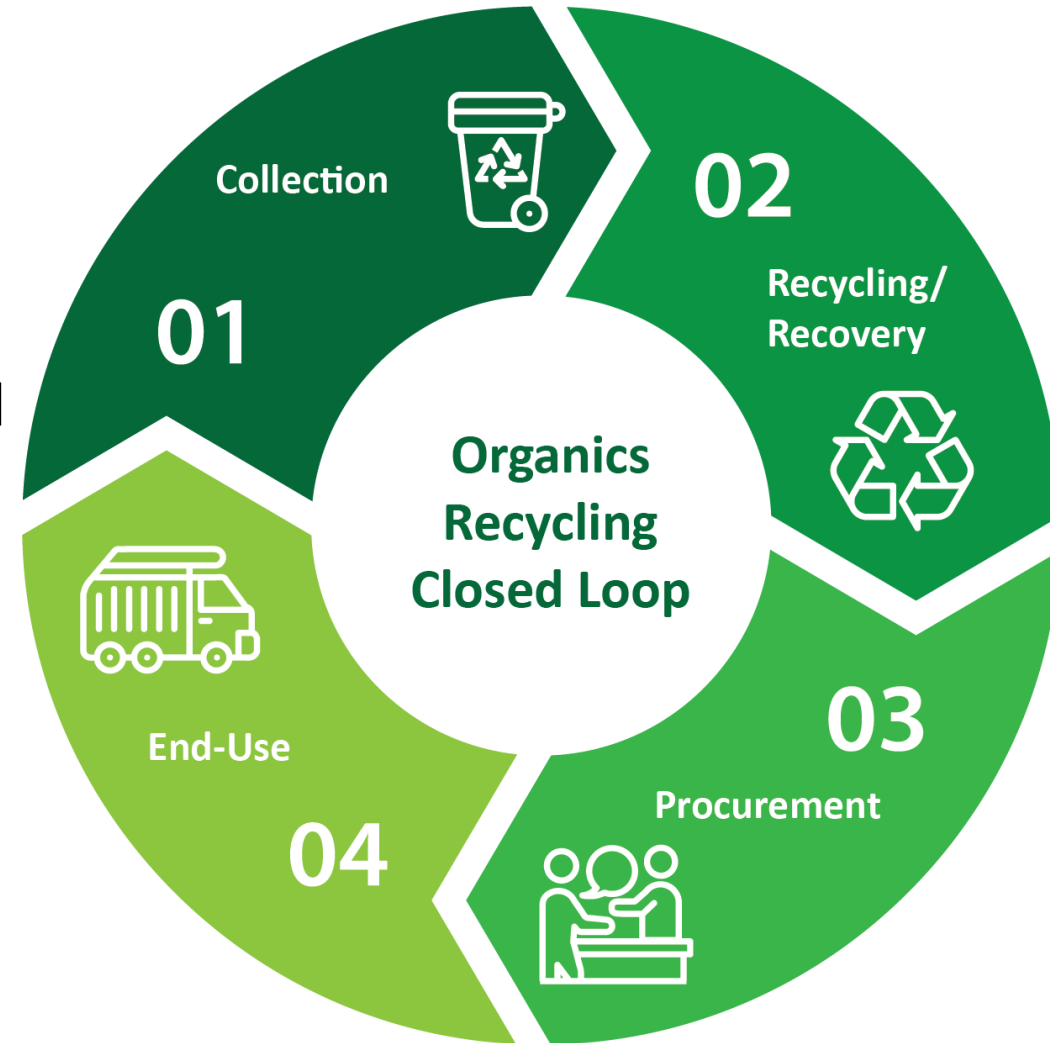 Organics
Recycling
Closed Loop
01
Collection
02
Recycling/
Recovery
03
Procurement
04
End-Use